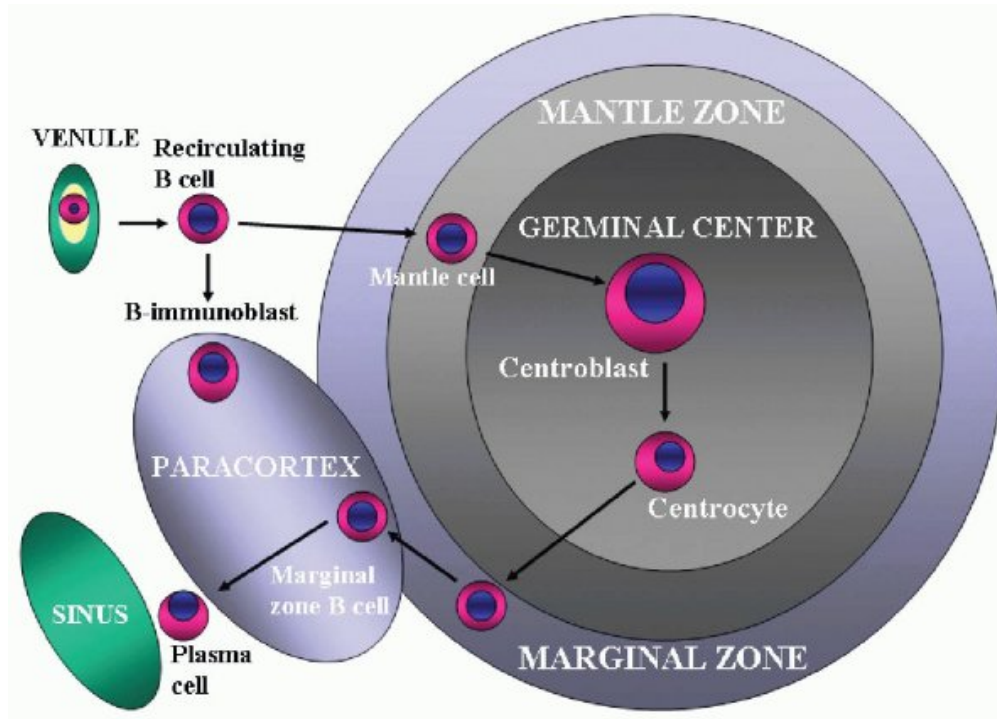 MANTLE ZONE
VENULE
Recirculating
B cell
GERMINAL CENTER
Mantle cell
B-immunoblast
Centroblast
PARACORTEX
Centrocyte
Marginal
zone B cell
SINUS
Plasma
cell
MARGINAL ZONE